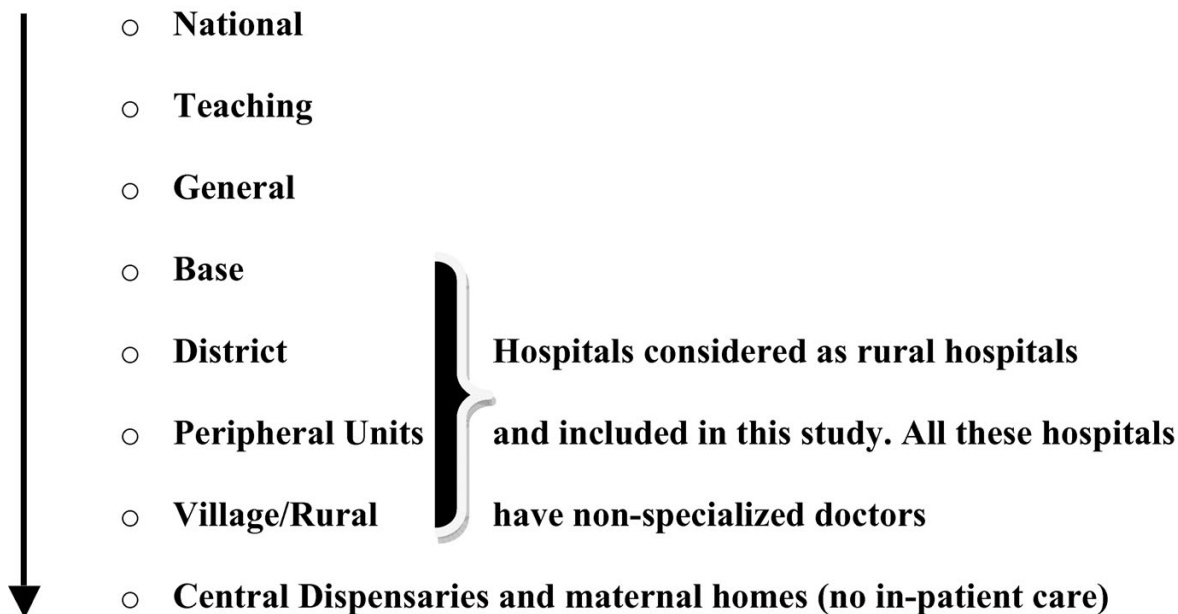 ○ National
○ Teaching
○ General
○ Base
○ District Hospitals considered as rural hospitals
○ Peripheral Units and included in this study. All these hospitals
○ Village/Rural have non-specialized doctors
○ Central Dispensaries and maternal homes (no in-patient care)